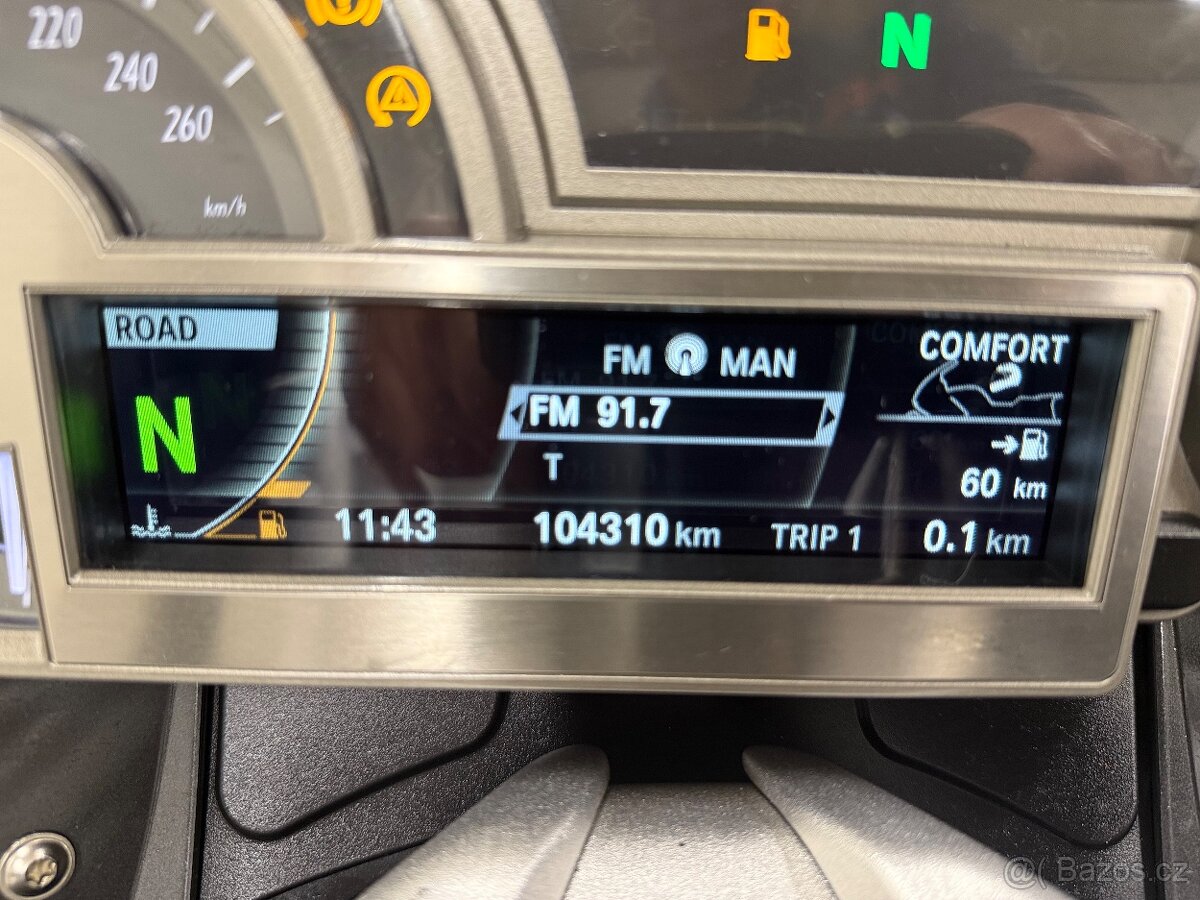 220
240
260
km/h
N
ROAD
FM MAN
COMFORT
FM 91.7
N
T
60 km
11:43
104310 km
TRIP 1
0.1 km
Bazos.cz